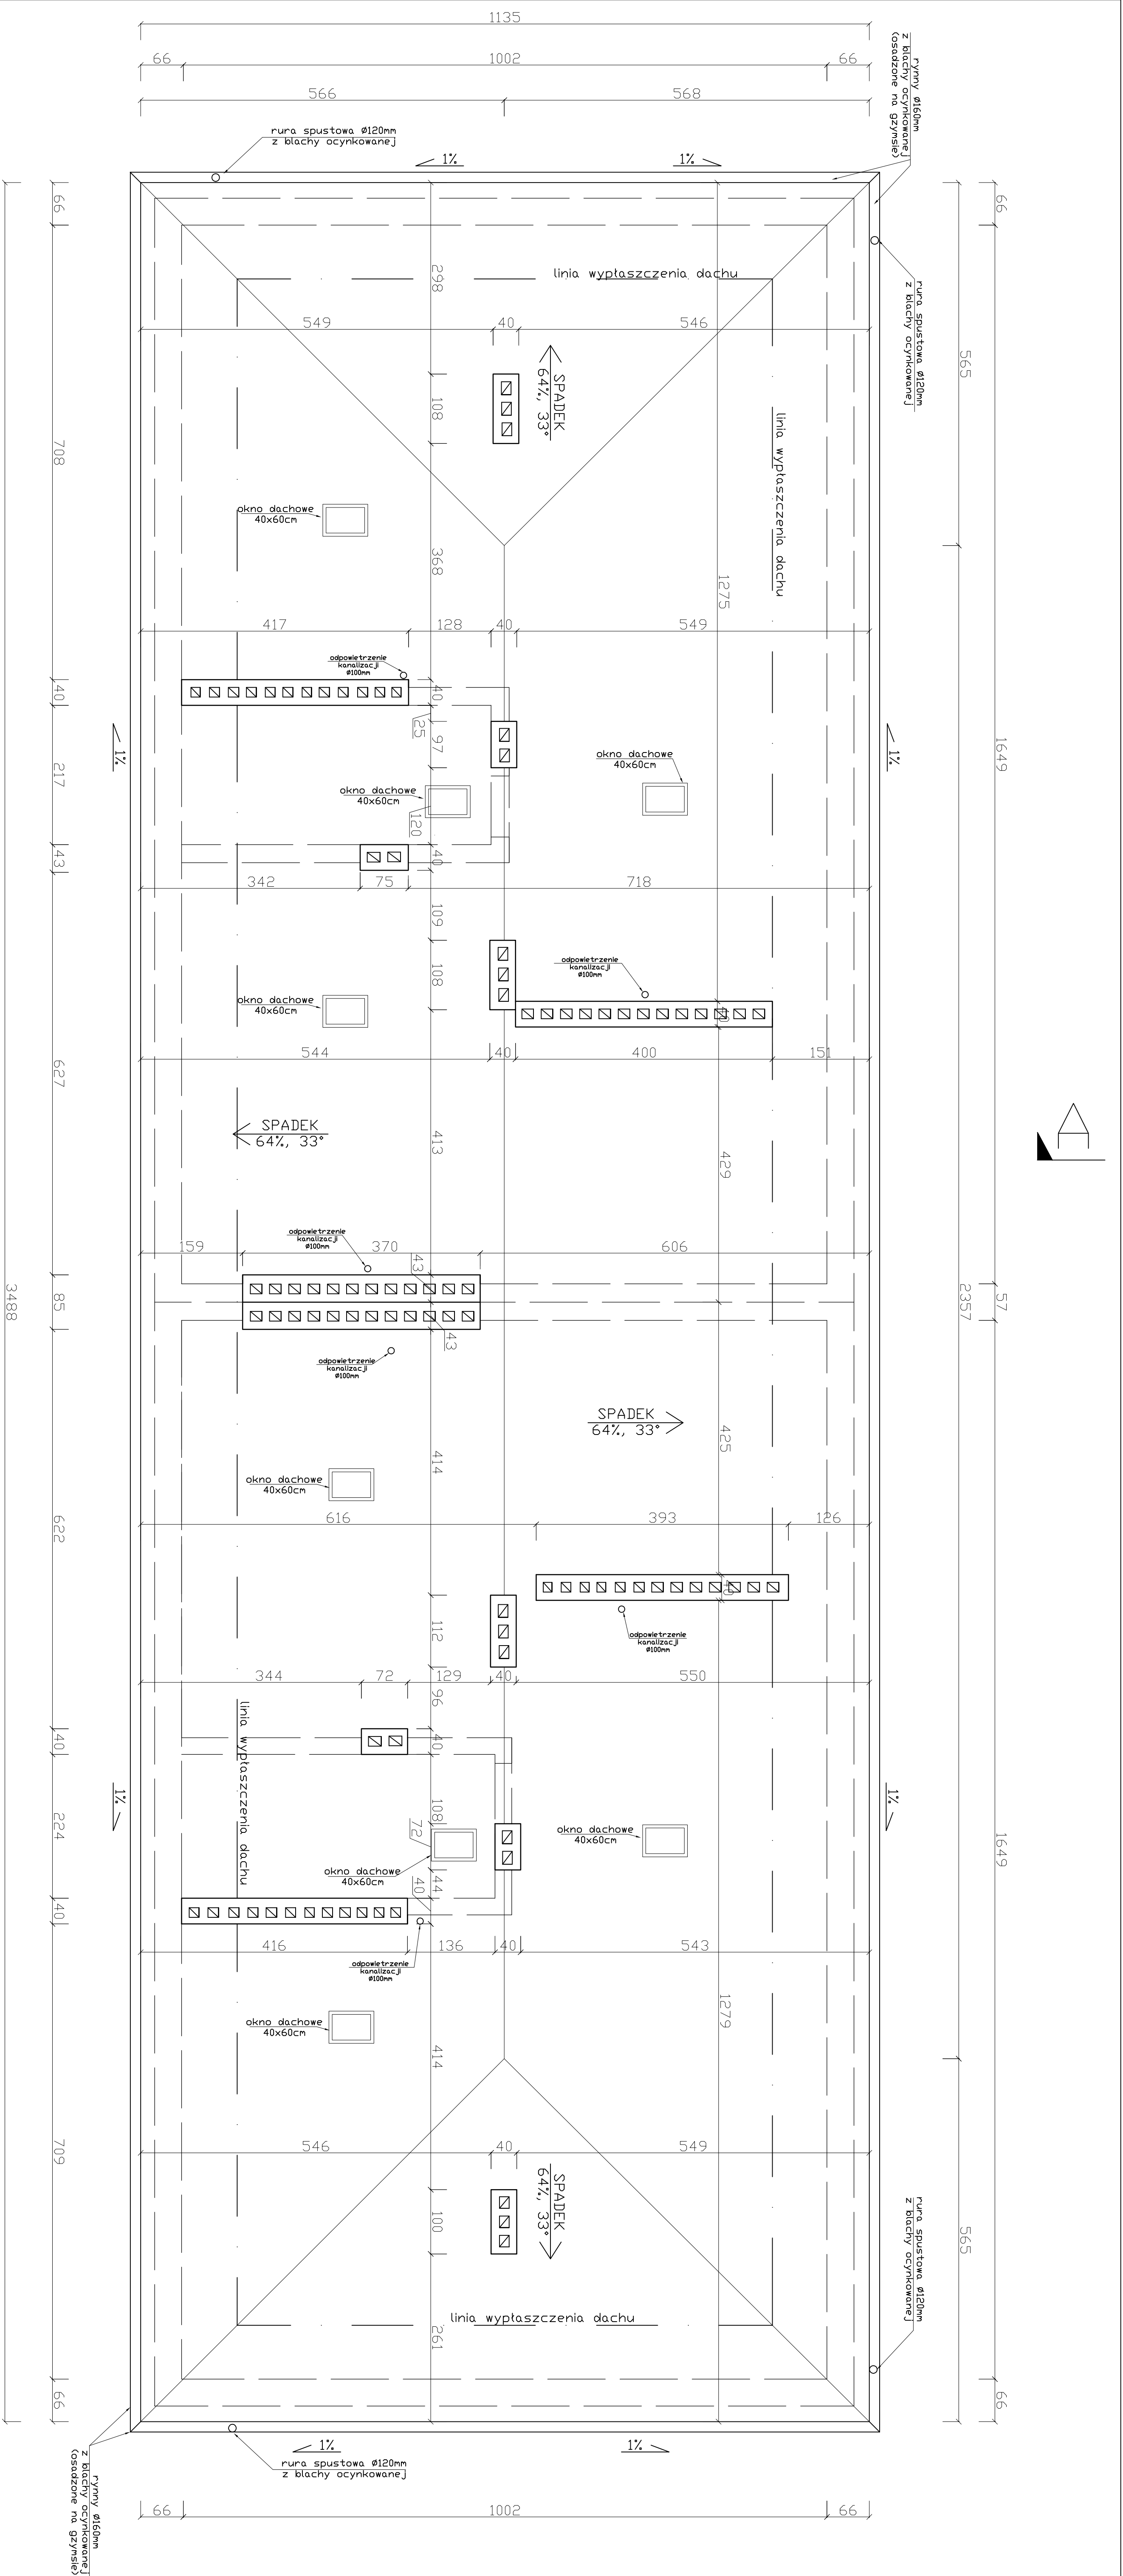 1135
66
1002
66
566
568
rynny Ø160mm
z blachy ocynkowanej
(osadzone na gzymsie)
rura spustowa Ø120mm
z blachy ocynkowanej
1%
1%
66
66
298
linia wypłaszczenia dachu
rura spustowa Ø120mm
z blachy ocynkowanej
549
40
546
565
SPADEK
64%, 33°
108
linia wypłaszczenia dachu
708
okno dachowe
40x60cm
368
1275
417
128
40
549
odpowietrzenie
kanalizacji
Ø100mm
40
40
25
97
1%
1%
1649
217
okno dachowe
40x60cm
okno dachowe
40x60cm
120
43
40
342
75
718
109
108
odpowietrzenie
kanalizacji
Ø100mm
okno dachowe
40x60cm
40
544
40
400
151
627
SPADEK
64%, 33°
413
429
odpowietrzenie
kanalizacji
Ø100mm
159
370
606
43
3488
85
57
2357
43
odpowietrzenie
kanalizacji
Ø100mm
SPADEK
64%, 33°
425
414
okno dachowe
40x60cm
622
616
393
126
40
112
odpowietrzenie
kanalizacji
Ø100mm
344
72
129
40
550
96
linia wypłaszczenia dachu
40
40
1%
1%
224
108
72
okno dachowe
40x60cm
1649
okno dachowe
40x60cm
44
40
40
416
136
40
543
odpowietrzenie
kanalizacji
Ø100mm
1279
okno dachowe
40x60cm
414
709
546
40
549
SPADEK
64%, 33°
100
rura spustowa Ø120mm
z blachy ocynkowanej
565
linia wypłaszczenia dachu
261
66
66
1%
1%
rura spustowa Ø120mm
z blachy ocynkowanej
rynny Ø160mm
z blachy ocynkowanej
(osadzone na gzymsie)
66
1002
66